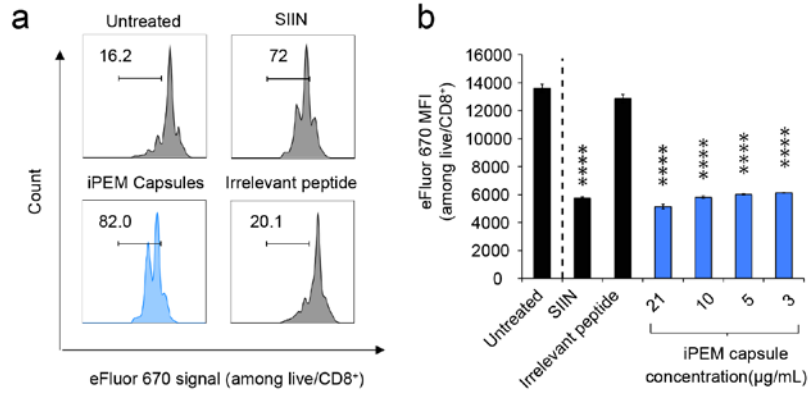 a
Untreated
SIIN
16.2
72
iPEM Capsules
Irrelevant peptide
82.0
20.1
Count
eFluor 670 signal (among live/CD8⁺)
b
eFluor 670 MFI
(among live/CD8⁺)
16000
14000
12000
10000
8000
6000
4000
2000
0
****
****
****
****
****
Untreated
SIIN
Irrelevant peptide
21
10
5
3
iPEM capsule
concentration(µg/mL)